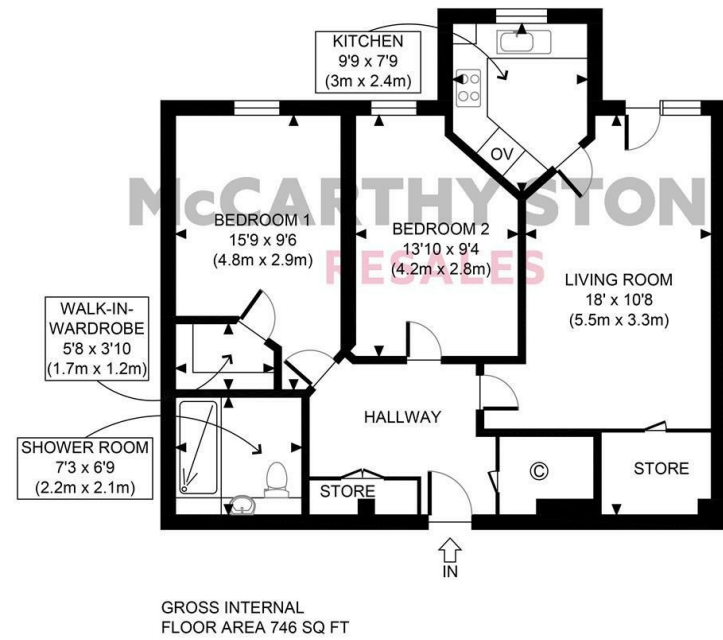 KITCHEN
9'9 x 7'9
(3m x 2.4m)
OV
McCARTHY STON
RESALES
BEDROOM 1
15'9 x 9'6
(4.8m x 2.9m)
BEDROOM 2
13'10 x 9'4
(4.2m x 2.8m)
LIVING ROOM
18' x 10'8
(5.5m x 3.3m)
WALK-IN-
WARDROBE
5'8 x 3'10
(1.7m x 1.2m)
HALLWAY
SHOWER ROOM
7'3 x 6'9
(2.2m x 2.1m)
STORE
C
STORE
IN
GROSS INTERNAL
FLOOR AREA 746 SQ FT